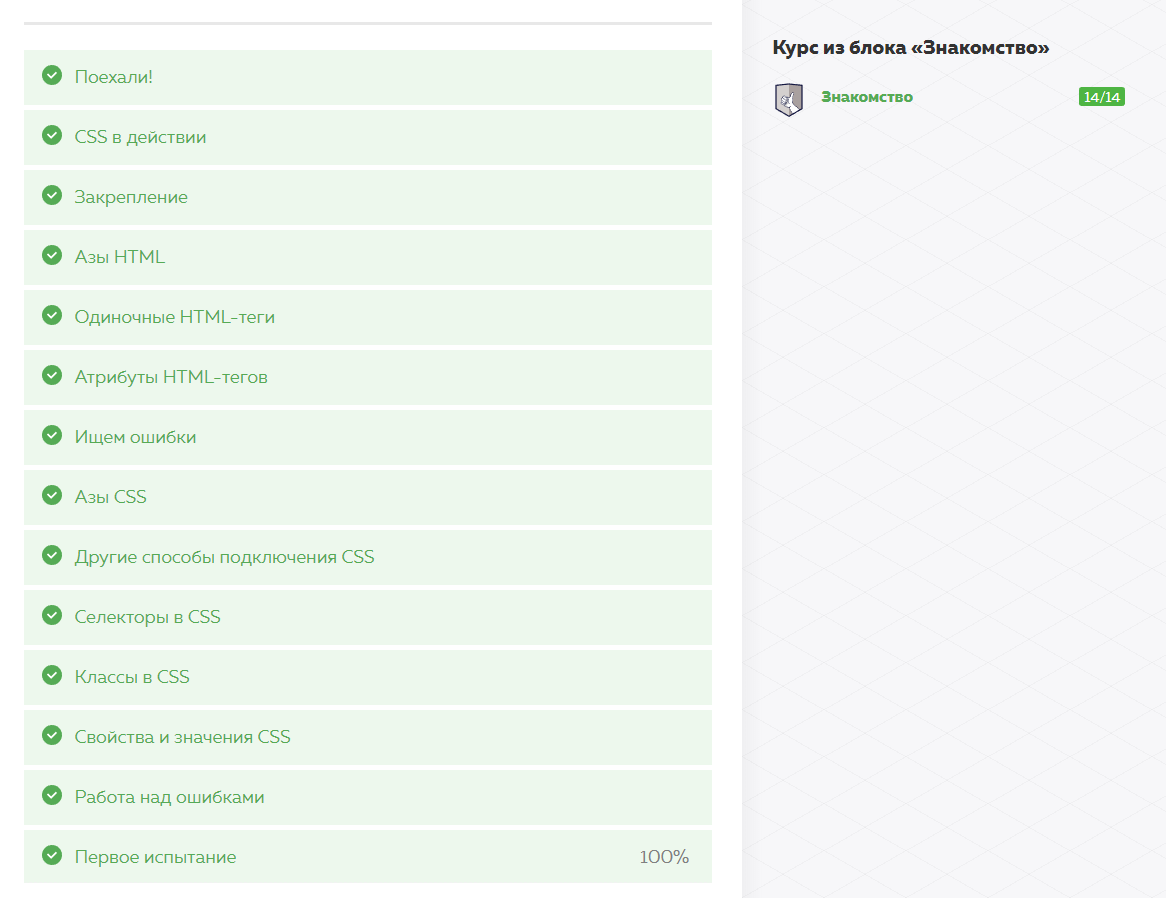 Поехали!
CSS в действии
Закрепление
Азы HTML
Одиночные HTML-теги
Атрибуты HTML-тегов
Ищем ошибки
Азы CSS
Другие способы подключения CSS
Селекторы в CSS
Классы в CSS
Свойства и значения CSS
Работа над ошибками
Первое испытание 100%
Курс из блока «Знакомство»
Знакомство 14/14